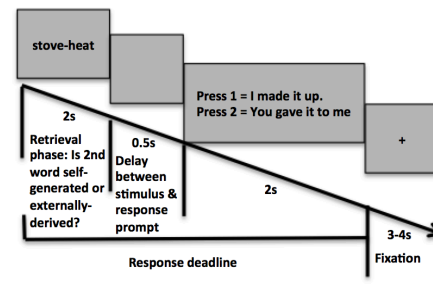 stove-heat
Press 1 = I made it up.
Press 2 = You gave it to me
+
2s
Retrieval
phase: Is 2nd
word self-
generated or
externally-
derived?
0.5s
Delay
between
stimulus &
response
prompt
2s
3-4s
Fixation
Response deadline